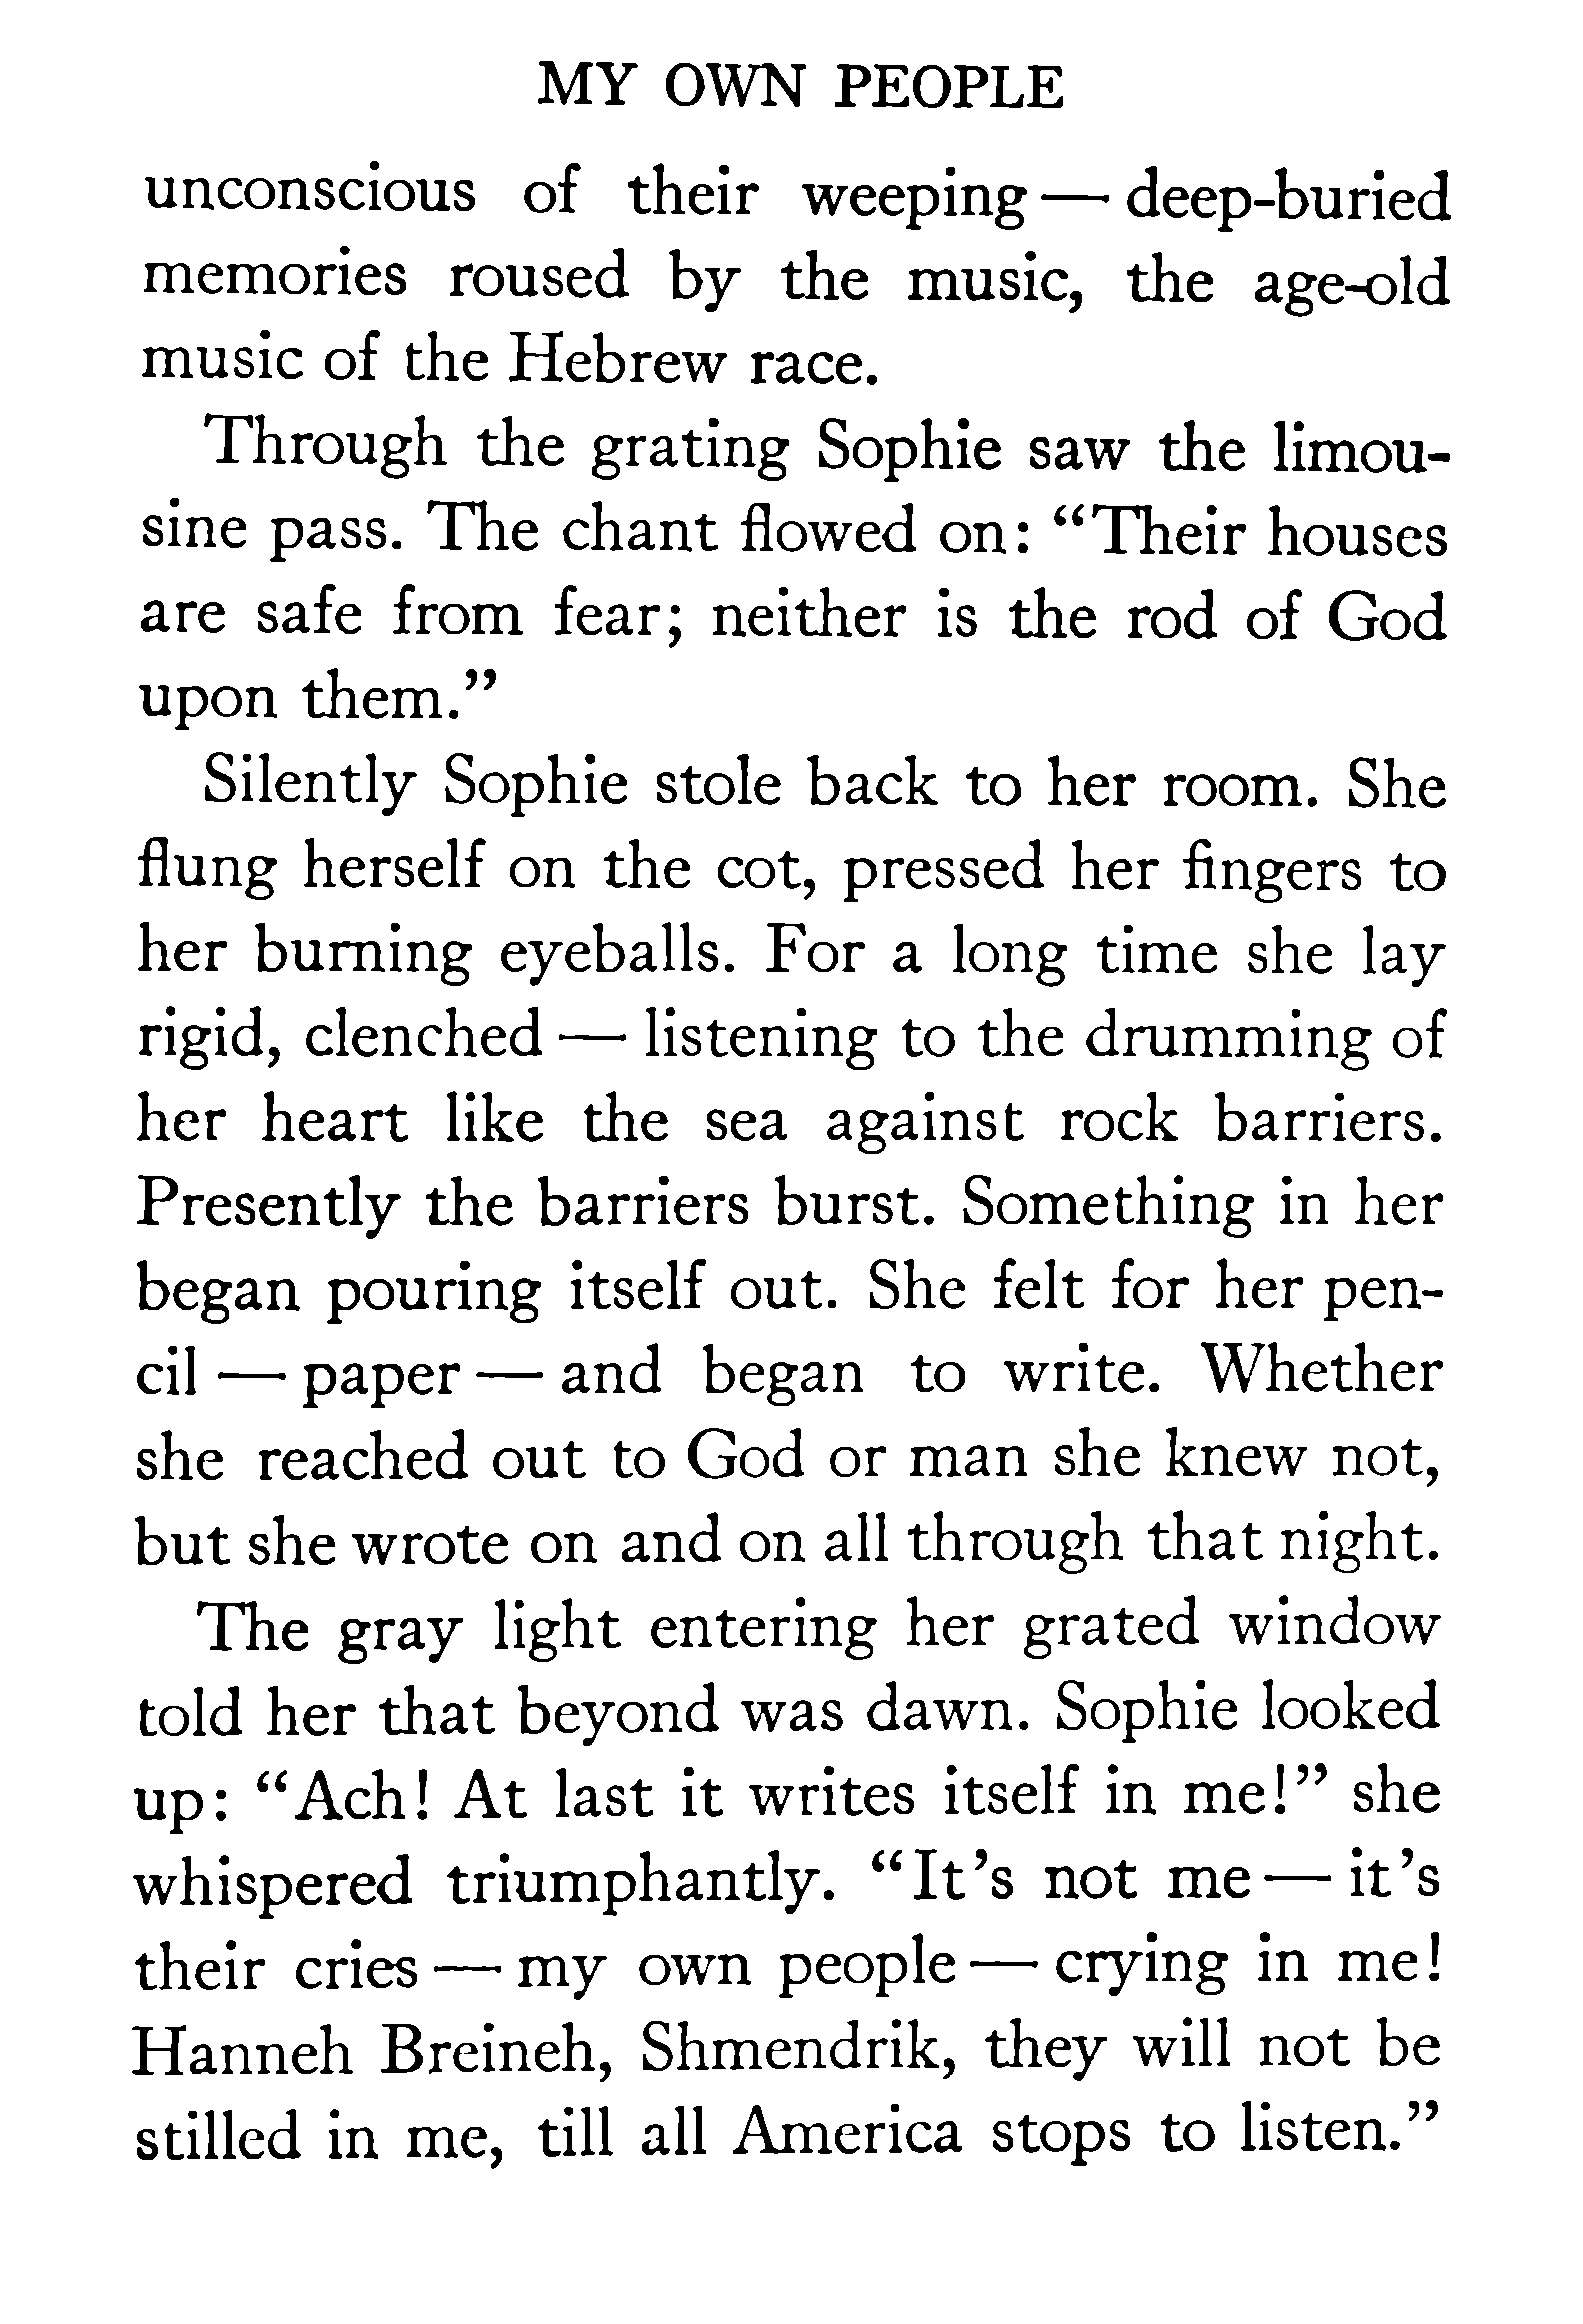 MY OWN PEOPLE
unconscious of their weeping — deep-buried
memories roused by the music, the age-old
music of the Hebrew race.
Through the grating Sophie saw the limou-
sine pass. The chant flowed on: “Their houses
are safe from fear; neither is the rod of God
upon them.”
Silently Sophie stole back to her room. She
flung herself on the cot, pressed her fingers to
her burning eyeballs. For a long time she lay
rigid, clenched — listening to the drumming of
her heart like the sea against rock barriers.
Presently the barriers burst. Something in her
began pouring itself out. She felt for her pen-
cil — paper — and began to write. Whether
she reached out to God or man she knew not,
but she wrote on and on all through that night.
The gray light entering her grated window
told her that beyond was dawn. Sophie looked
up: “Ach! At last it writes itself in me!” she
whispered triumphantly. “It’s not me — it’s
their cries — my own people — crying in me!
Hanneh Breineh, Shmendrik, they will not be
stilled in me, till all America stops to listen.”